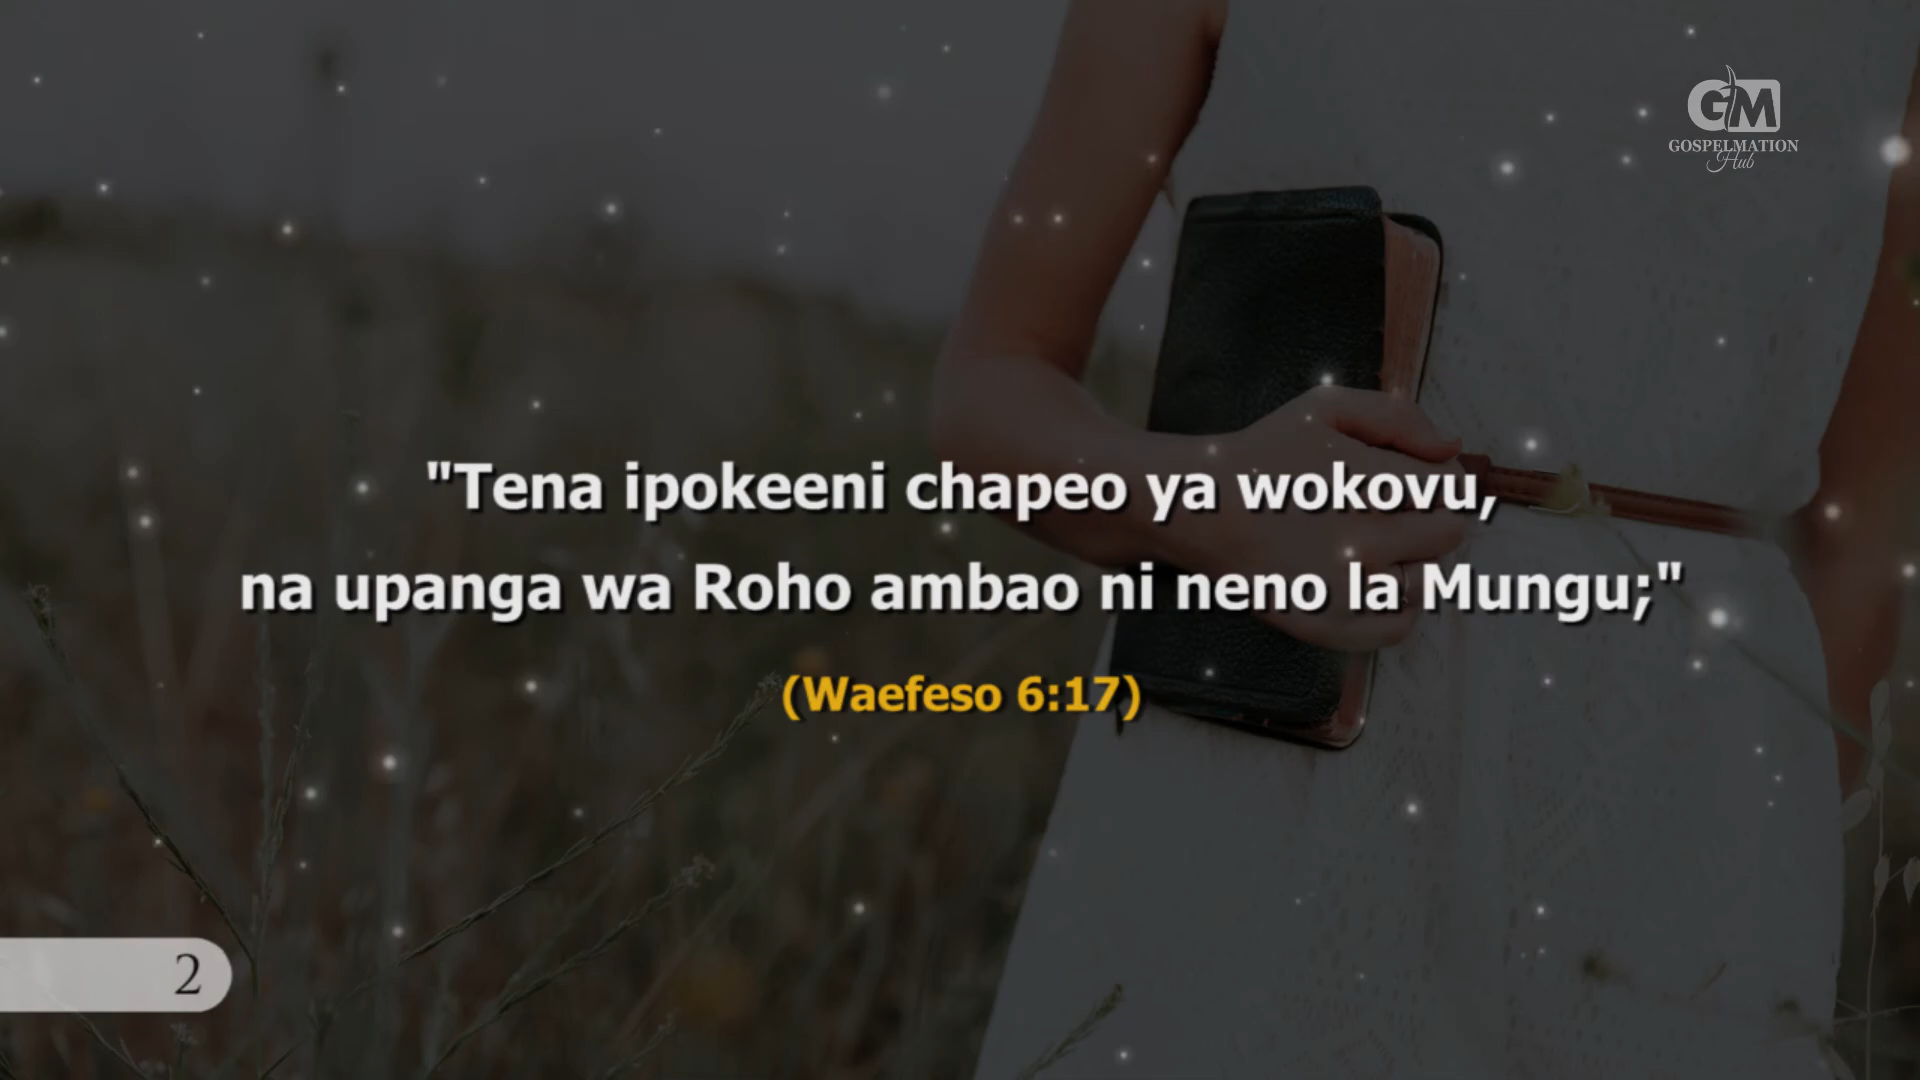 GM
GOSPELMATION
Hub
"Tena ipokeeni chapeo ya wokovu,
na upanga wa Roho ambao ni neno la Mungu;"
(Waefeso 6:17)
2